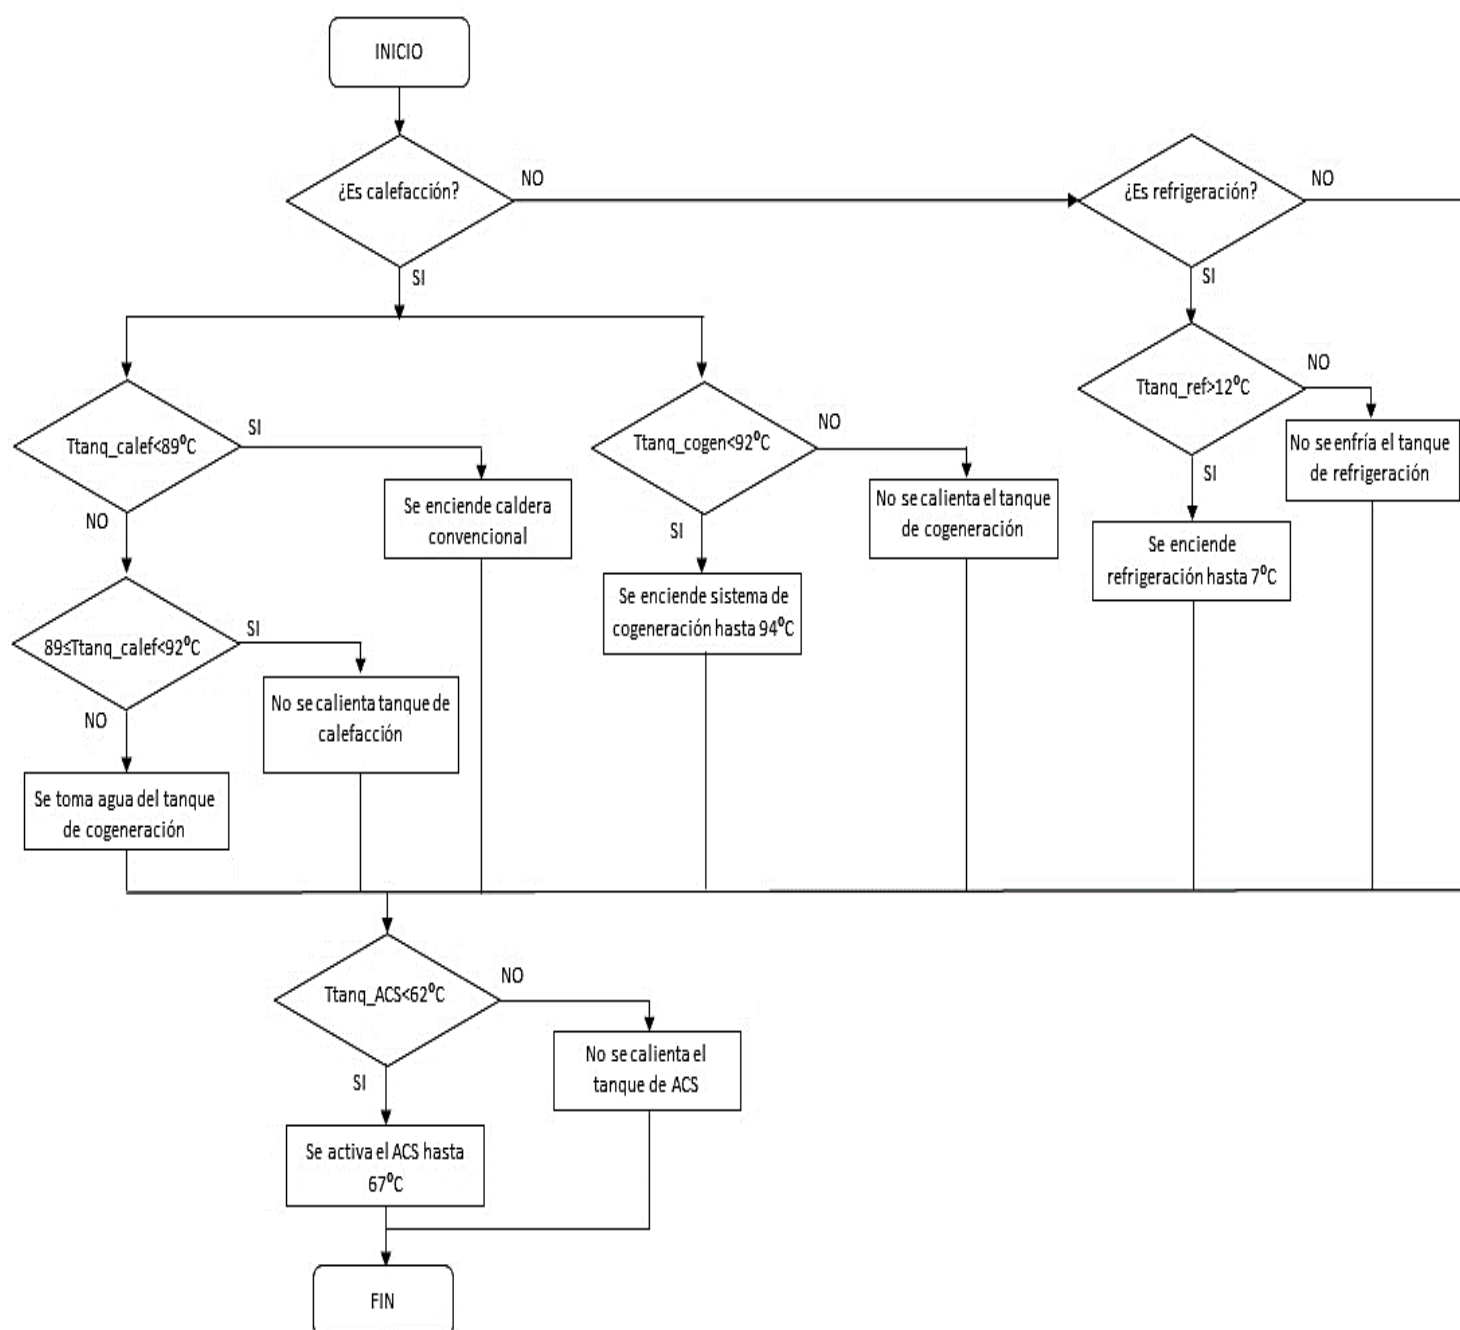 INICIO
¿Es calefacción?
NO
¿Es refrigeración?
NO
SI
SI
Ttanq_calef<89ºC
SI
Ttanq_cogen<92ºC
NO
Ttanq_ref>12ºC
NO
No se enfría el tanque
de refrigeración
SI
NO
Se enciende caldera
convencional
SI
No se calienta el tanque
de cogeneración
Se enciende
refrigeración hasta 7ºC
89≤Ttanq_calef<92ºC
SI
Se enciende sistema de
cogeneración hasta 94ºC
NO
No se calienta tanque de
calefacción
Se toma agua del tanque
de cogeneración
Ttanq_ACS<62ºC
NO
SI
No se calienta el
tanque de ACS
Se activa el ACS hasta
67ºC
FIN